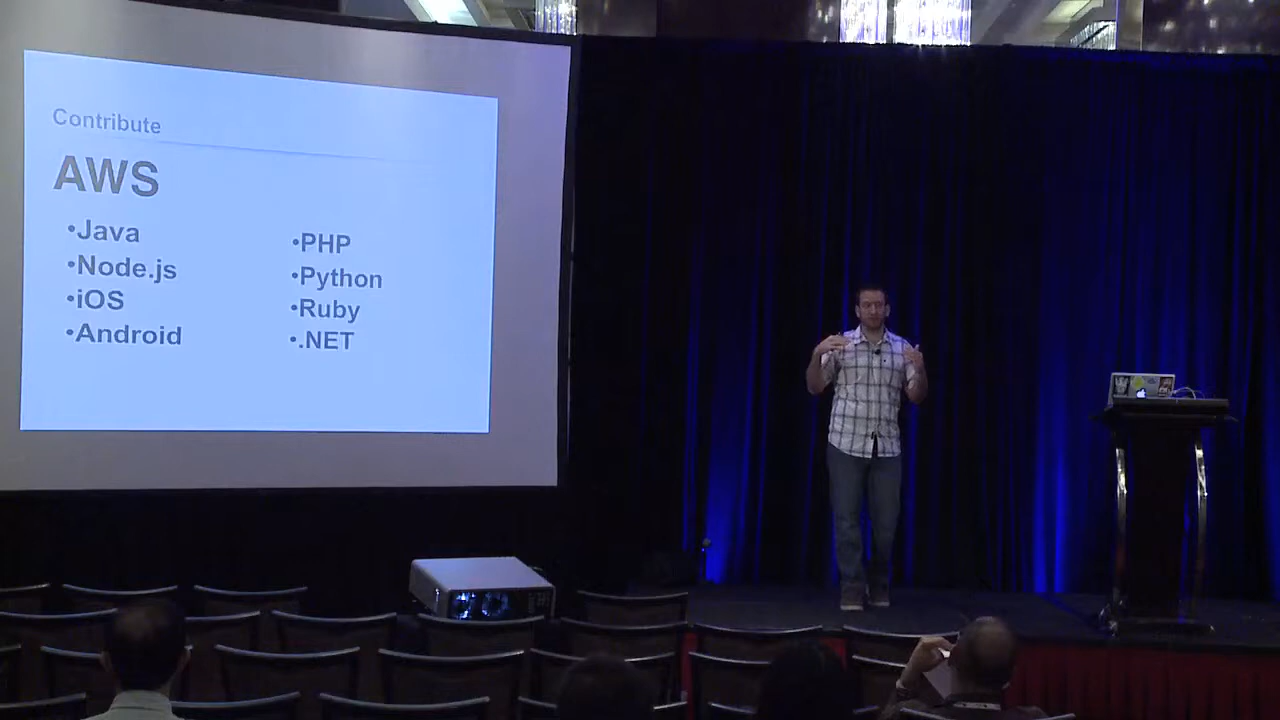 Contribute
AWS
•Java
•Node.js
•iOS
•Android
•PHP
•Python
•Ruby
•.NET